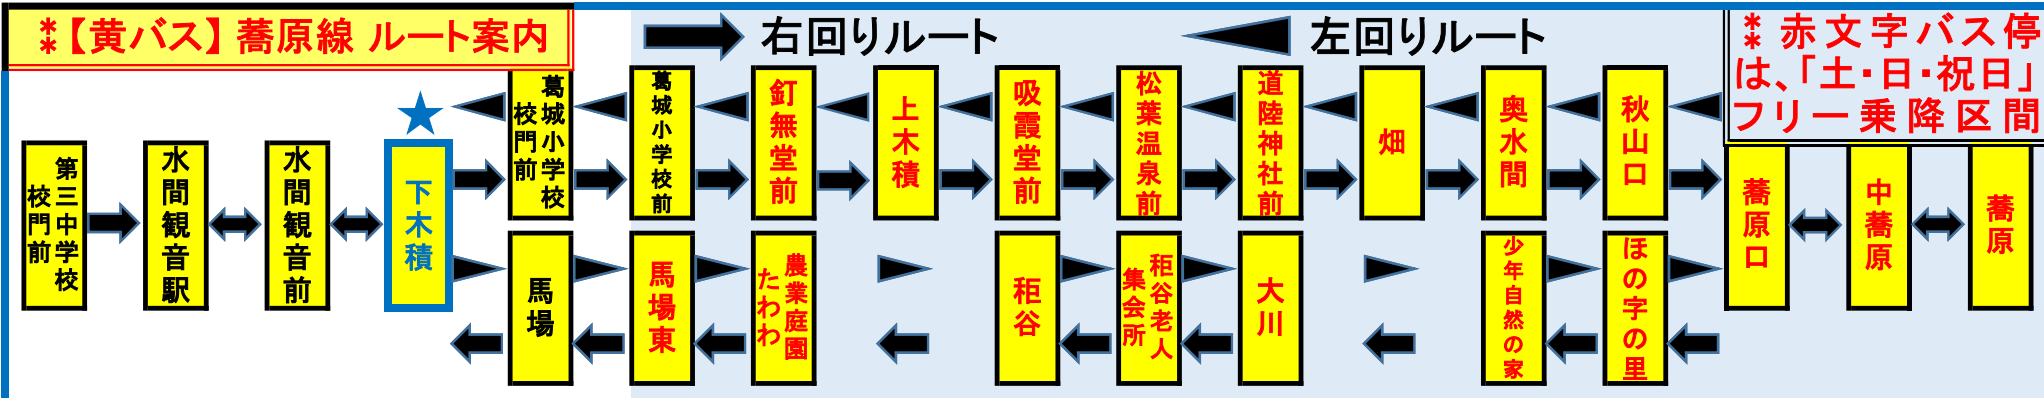 ⁑【黄バス】蕎原線 ルート案内
右回りルート
左回りルート
⁑赤文字バス停
は、「土・日・祝日」
フリー乗降区間
第三中学校
校門前
水間観音駅
水間観音前
★
下木積
葛城小学校
校門前
葛城小学校前
釘無堂前
上木積
吸霞堂前
松葉温泉前
道陸神社前
畑
奥水間
秋山口
蕎原口
中蕎原
蕎原
馬場
馬場東
農業庭園
たわわ
秬谷
秬谷老人
集会所
大川
少年自然の家
ほの字の里